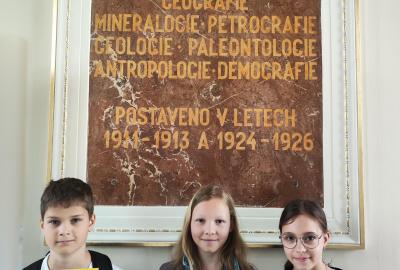 GEOGRAFIE
MINERALOGIE · PETROGRAFIE
GEOLOGIE · PALEONTOLOGIE
ANTROPOLOGIE · DEMOGRAFIE
POSTAVENO V LETECH
1911-1913 A 1924-1926